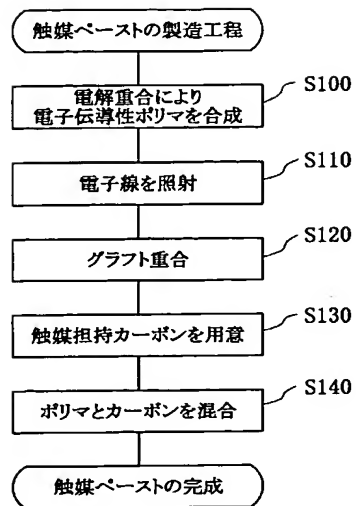 触媒ペーストの製造工程
電解重合により
電子伝導性ポリマを合成
S100
電子線を照射
S110
グラフト重合
S120
触媒担持カーボンを用意
S130
ポリマとカーボンを混合
S140
触媒ペーストの完成